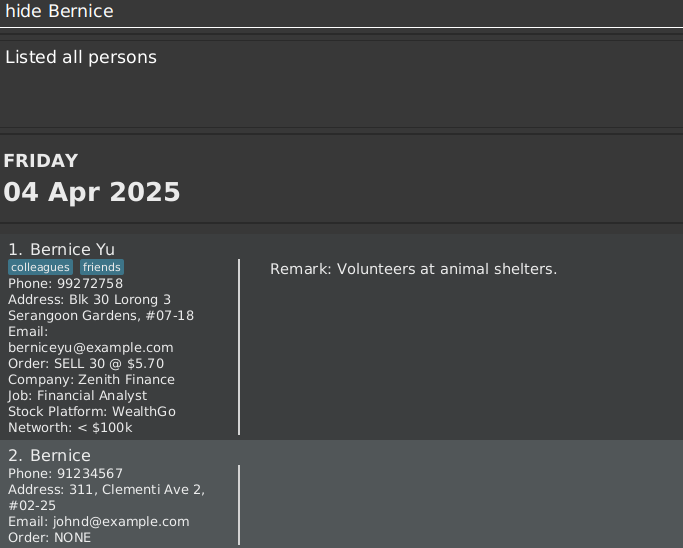 hide Bernice
Listed all persons
FRIDAY
04 Apr 2025
1. Bernice Yu
colleagues friends
Phone: 99272758
Address: Blk 30 Lorong 3
Serangoon Gardens, #07-18
Email:
berniceyu@example.com
Order: SELL 30 @ $5.70
Company: Zenith Finance
Job: Financial Analyst
Stock Platform: WealthGo
Networth: < $100k
Remark: Volunteers at animal shelters.
2. Bernice
Phone: 91234567
Address: 311, Clementi Ave 2,
#02-25
Email: johnd@example.com
Order: NONE